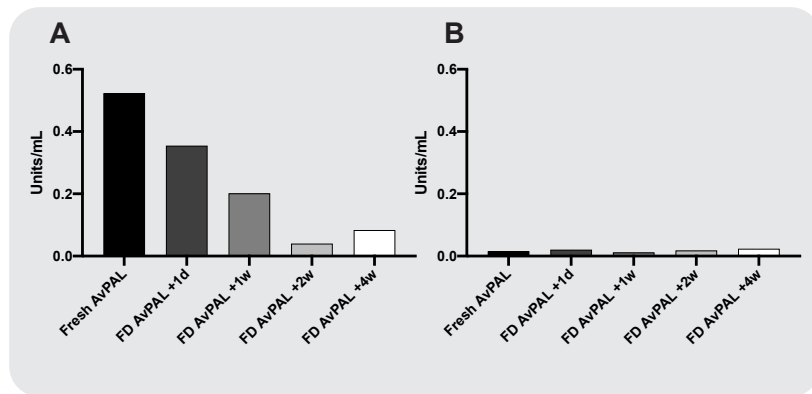 A
B
Units/mL
0.6
0.4
0.2
0.0
Fresh AvPAL
FD AvPAL +1d
FD AvPAL +1w
FD AvPAL +2w
FD AvPAL +4w
Units/mL
0.6
0.4
0.2
0.0
Fresh AvPAL
FD AvPAL +1d
FD AvPAL +1w
FD AvPAL +2w
FD AvPAL +4w